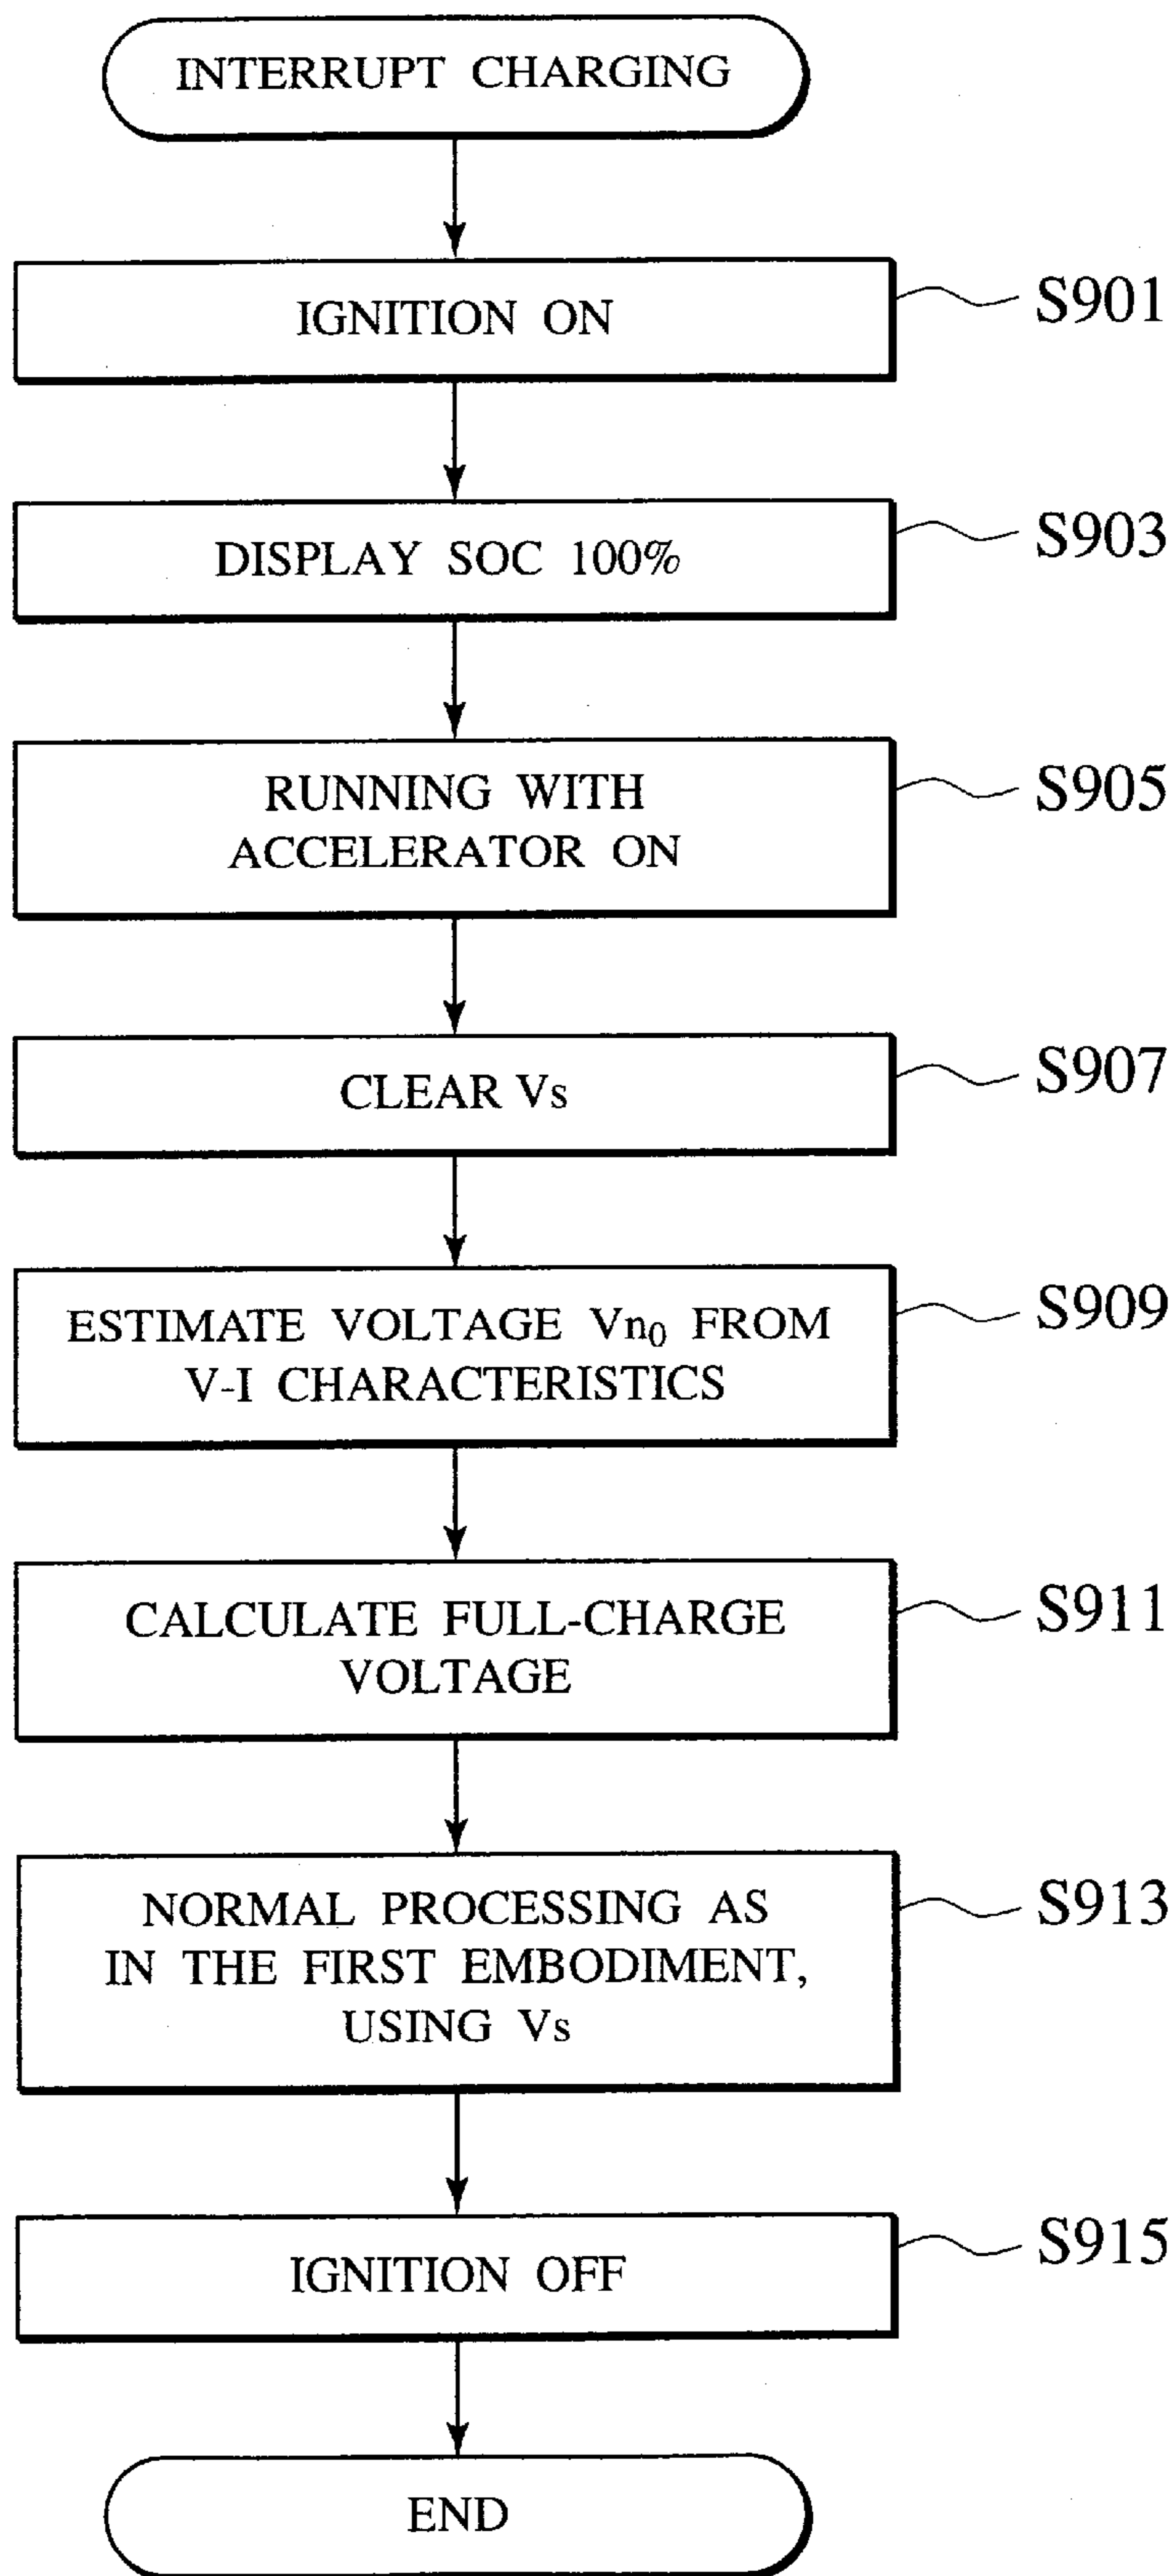 INTERRUPT CHARGING
IGNITION ON
S901
DISPLAY SOC 100%
S903
RUNNING WITH
ACCELERATOR ON
S905
CLEAR Vs
S907
ESTIMATE VOLTAGE Vn₀ FROM
V-I CHARACTERISTICS
S909
CALCULATE FULL-CHARGE
VOLTAGE
S911
NORMAL PROCESSING AS
IN THE FIRST EMBODIMENT,
USING Vs
S913
IGNITION OFF
S915
END